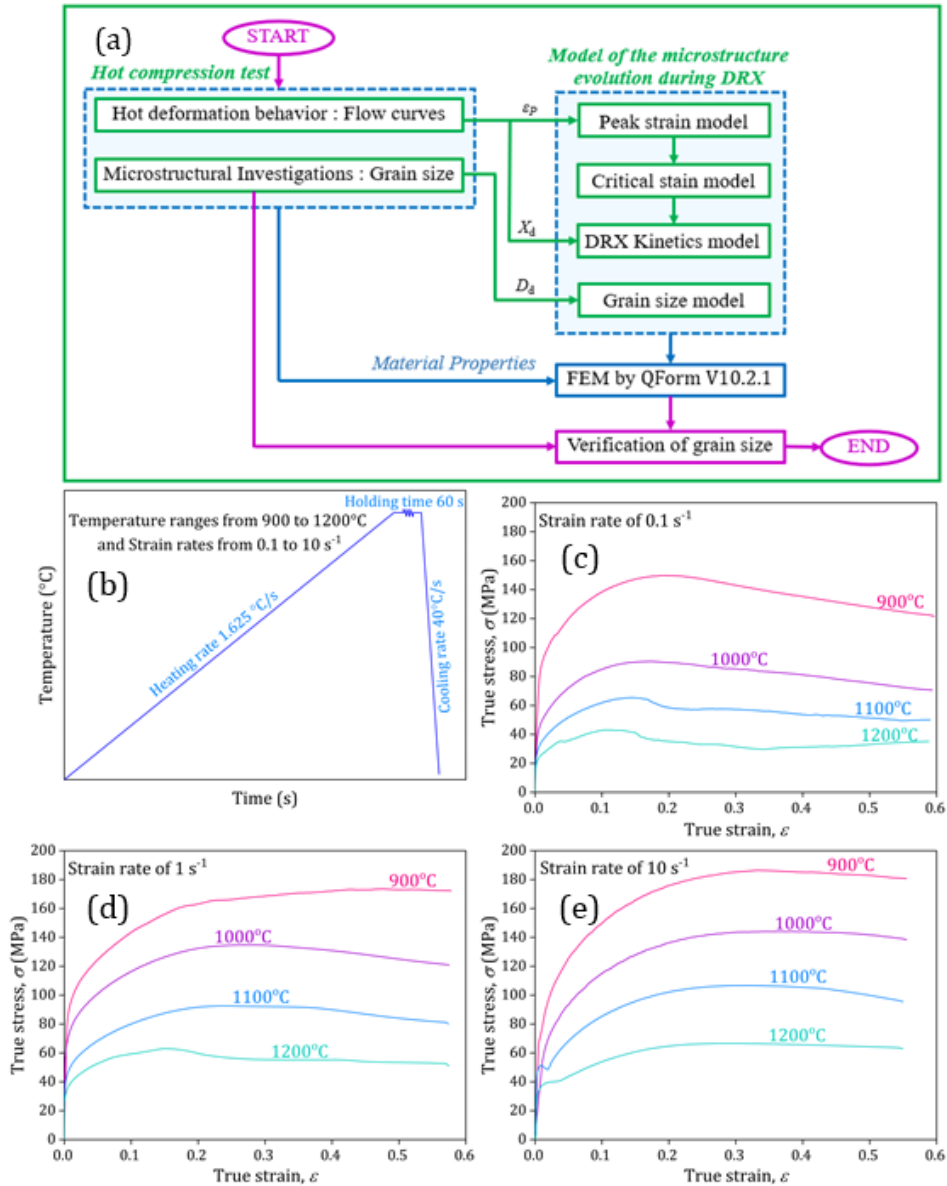 (a)
START
Hot compression test
Model of the microstructure
evolution during DRX
Hot deformation behavior : Flow curves
Microstructural Investigations : Grain size
εP
Xd
Dd
Peak strain model
Critical stain model
DRX Kinetics model
Grain size model
Material Properties
FEM by QForm V10.2.1
Verification of grain size
END
Holding time 60 s
Temperature ranges from 900 to 1200°C
and Strain rates from 0.1 to 10 s⁻¹
(b)
Heating rate 1.625 °C/s
Cooling rate 40°C/s
Temperature (°C)
Time (s)
Strain rate of 0.1 s⁻¹
(c)
900°C
1000°C
1100°C
1200°C
200
180
160
140
120
100
80
60
40
20
0
0.0 0.1 0.2 0.3 0.4 0.5 0.6
True stress, σ (MPa)
True strain, ε
Strain rate of 1 s⁻¹
(d)
900°C
1000°C
1100°C
1200°C
200
180
160
140
120
100
80
60
40
20
0
0.0 0.1 0.2 0.3 0.4 0.5 0.6
True stress, σ (MPa)
True strain, ε
Strain rate of 10 s⁻¹
(e)
900°C
1000°C
1100°C
1200°C
200
180
160
140
120
100
80
60
40
20
0
0.0 0.1 0.2 0.3 0.4 0.5 0.6
True stress, σ (MPa)
True strain, ε